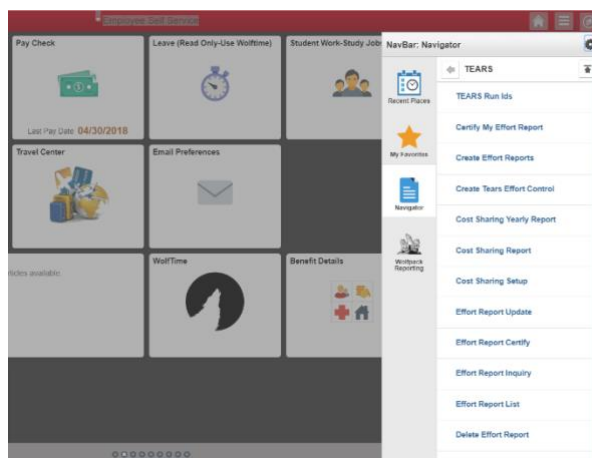 Employee Self Service
Pay Check
Last Pay Date 04/30/2018
Leave (Read Only-Use Wolftime)
Student Work-Study Jobs
Travel Center
Email Preferences
articles available.
WolfTime
Benefit Details
NavBar: Navigator
Recent Places
My Favorites
Navigator
Wolfpack
Reporting
TEARS
TEARS Run Ids
Certify My Effort Report
Create Effort Reports
Create Tears Effort Control
Cost Sharing Yearly Report
Cost Sharing Report
Cost Sharing Setup
Effort Report Update
Effort Report Certify
Effort Report Inquiry
Effort Report List
Delete Effort Report